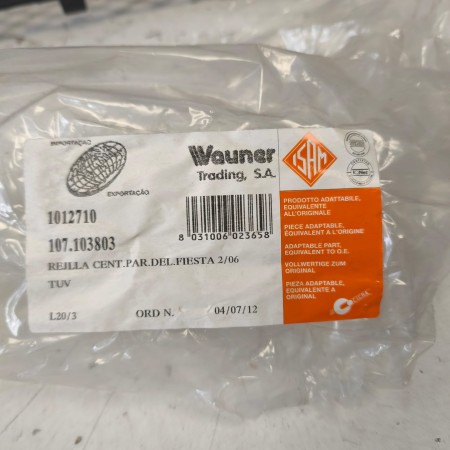 EXPORTAÇÃO
EXPORTAÇÃO
Wauner
Trading, S.A.
ISAM
1012710
107.103803
8 031006 023658
REJILLA CENT.PAR.DEL.FIESTA 2/06
TUV
L20/3
ORD N.
04/07/12
PRODOTTO ADATTABILE,
EQUIVALENTE
ALL'ORIGINALE
PIECE ADAPTABLE,
EQUIVALENT À L'ORIGINE
ADAPTABLE PART,
EQUIVALENT TO O.E.
VOLLWERTIGE ZUM
ORIGINAL
PIEZA ADAPTABLE,
EQUIVALENTE A
ORIGINAL